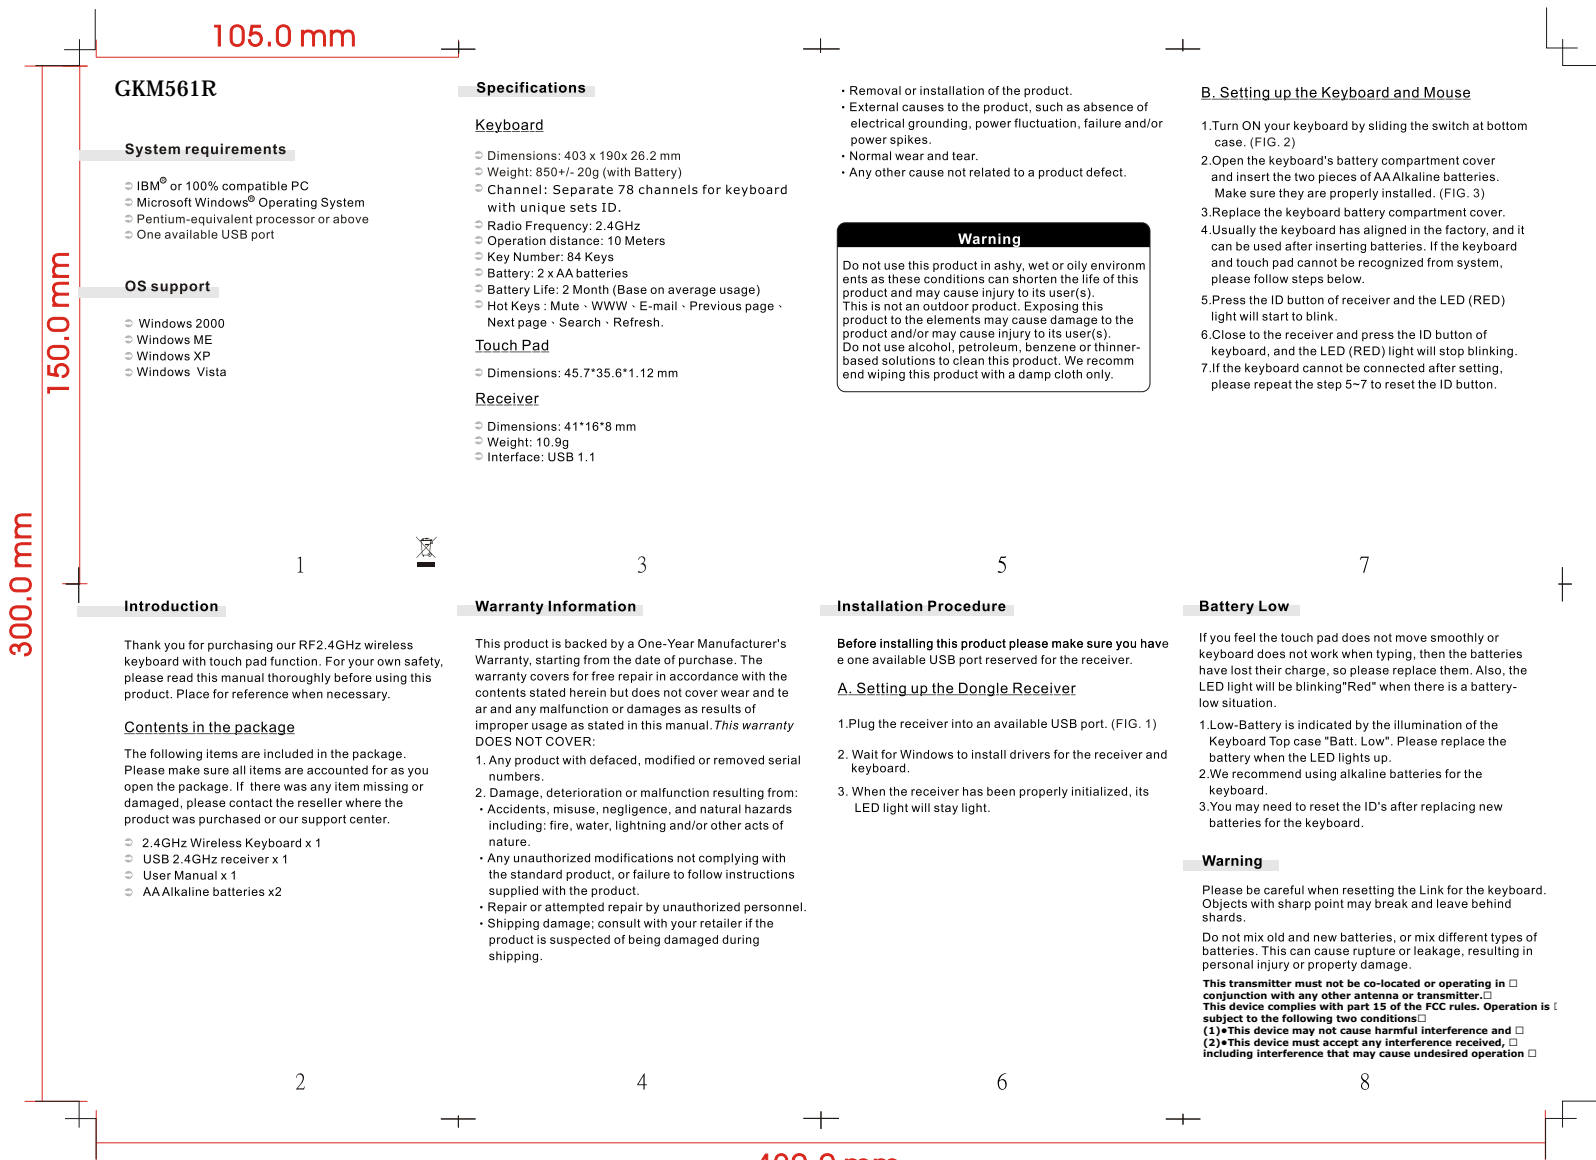 105.0 mm
150.0 mm
300.0 mm
GKM561R
System requirements
IBM® or 100% compatible PC
Microsoft Windows® Operating System
Pentium-equivalent processor or above
One available USB port
OS support
Windows 2000
Windows ME
Windows XP
Windows Vista
1
Introduction
Thank you for purchasing our RF2.4GHz wireless
keyboard with touch pad function. For your own safety,
please read this manual thoroughly before using this
product. Place for reference when necessary.
Contents in the package
The following items are included in the package.
Please make sure all items are accounted for as you
open the package. If there was any item missing or
damaged, please contact the reseller where the
product was purchased or our support center.
2.4GHz Wireless Keyboard x 1
USB 2.4GHz receiver x 1
User Manual x 1
AA Alkaline batteries x2
2
Specifications
Keyboard
Dimensions: 403 x 190x 26.2 mm
Weight: 850+/- 20g (with Battery)
Channel: Separate 78 channels for keyboard
with unique sets ID.
Radio Frequency: 2.4GHz
Operation distance: 10 Meters
Key Number: 84 Keys
Battery: 2 x AA batteries
Battery Life: 2 Month (Base on average usage)
Hot Keys : Mute、WWW、E-mail、Previous page、
Next page、Search、Refresh.
Touch Pad
Dimensions: 45.7*35.6*1.12 mm
Receiver
Dimensions: 41*16*8 mm
Weight: 10.9g
Interface: USB 1.1
3
Warranty Information
This product is backed by a One-Year Manufacturer's
Warranty, starting from the date of purchase. The
warranty covers for free repair in accordance with the
contents stated herein but does not cover wear and te
ar and any malfunction or damages as results of
improper usage as stated in this manual.This warranty
DOES NOT COVER:
1. Any product with defaced, modified or removed serial
numbers.
2. Damage, deterioration or malfunction resulting from:
・Accidents, misuse, negligence, and natural hazards
including: fire, water, lightning and/or other acts of
nature.
・Any unauthorized modifications not complying with
the standard product, or failure to follow instructions
supplied with the product.
・Repair or attempted repair by unauthorized personnel.
・Shipping damage; consult with your retailer if the
product is suspected of being damaged during
shipping.
4
・Removal or installation of the product.
・External causes to the product, such as absence of
electrical grounding, power fluctuation, failure and/or
power spikes.
・Normal wear and tear.
・Any other cause not related to a product defect.
Warning
Do not use this product in ashy, wet or oily environm
ents as these conditions can shorten the life of this
product and may cause injury to its user(s).
This is not an outdoor product. Exposing this
product to the elements may cause damage to the
product and/or may cause injury to its user(s).
Do not use alcohol, petroleum, benzene or thinner-
based solutions to clean this product. We recomm
end wiping this product with a damp cloth only.
5
Installation Procedure
Before installing this product please make sure you have
e one available USB port reserved for the receiver.
A. Setting up the Dongle Receiver
1.Plug the receiver into an available USB port. (FIG. 1)
2. Wait for Windows to install drivers for the receiver and
keyboard.
3. When the receiver has been properly initialized, its
LED light will stay light.
6
B. Setting up the Keyboard and Mouse
1.Turn ON your keyboard by sliding the switch at bottom
case. (FIG. 2)
2.Open the keyboard's battery compartment cover
and insert the two pieces of AA Alkaline batteries.
Make sure they are properly installed. (FIG. 3)
3.Replace the keyboard battery compartment cover.
4.Usually the keyboard has aligned in the factory, and it
can be used after inserting batteries. If the keyboard
and touch pad cannot be recognized from system,
please follow steps below.
5.Press the ID button of receiver and the LED (RED)
light will start to blink.
6.Close to the receiver and press the ID button of
keyboard, and the LED (RED) light will stop blinking.
7.If the keyboard cannot be connected after setting,
please repeat the step 5~7 to reset the ID button.
7
Battery Low
If you feel the touch pad does not move smoothly or
keyboard does not work when typing, then the batteries
have lost their charge, so please replace them. Also, the
LED light will be blinking"Red" when there is a battery-
low situation.
1.Low-Battery is indicated by the illumination of the
Keyboard Top case "Batt. Low". Please replace the
battery when the LED lights up.
2.We recommend using alkaline batteries for the
keyboard.
3.You may need to reset the ID's after replacing new
batteries for the keyboard.
Warning
Please be careful when resetting the Link for the keyboard.
Objects with sharp point may break and leave behind
shards.
Do not mix old and new batteries, or mix different types of
batteries. This can cause rupture or leakage, resulting in
personal injury or property damage.
This transmitter must not be co-located or operating in □
conjunction with any other antenna or transmitter.□
This device complies with part 15 of the FCC rules. Operation is □
subject to the following two conditions□
(1)●This device may not cause harmful interference and □
(2)●This device must accept any interference received, □
including interference that may cause undesired operation □
8